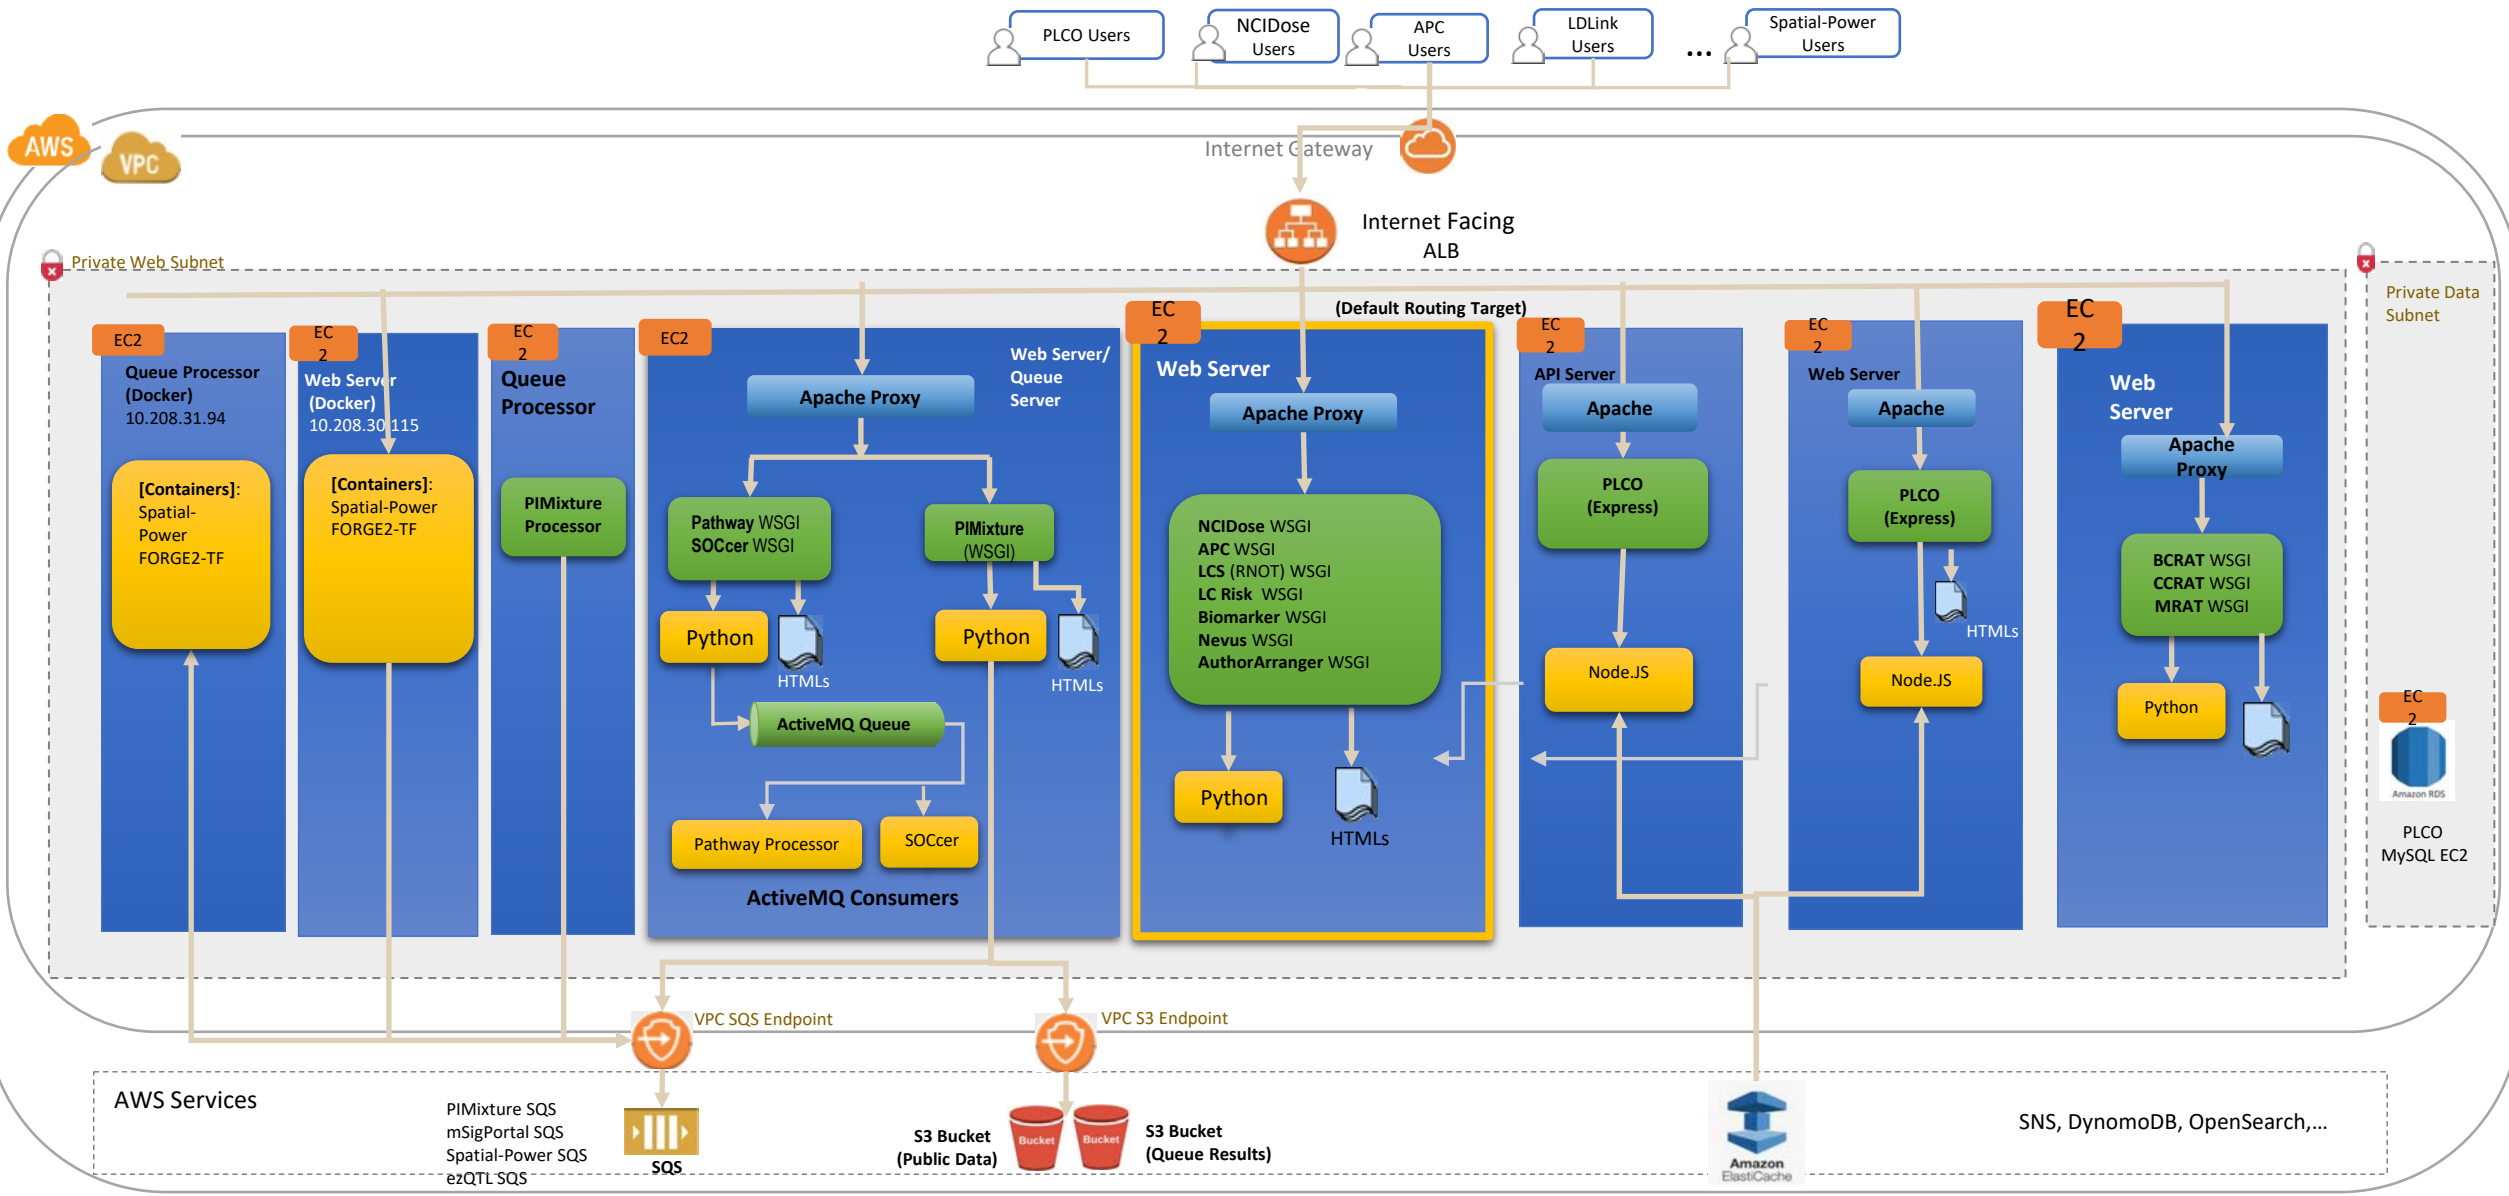 PLCO Users
NCIDose
Users
APC
Users
LDLink
Users
...
Spatial-Power
Users
AWS
VPC
Internet Gateway
Internet Facing
ALB
Private Web Subnet
(Default Routing Target)
Private Data
Subnet
EC2
Queue Processor
(Docker)
10.208.31.94
[Containers]:
Spatial-
Power
FORGE2-TF
EC
2
Web Server
(Docker)
10.208.30.115
[Containers]:
Spatial-Power
FORGE2-TF
EC
2
Queue
Processor
PIMixture
Processor
EC2
Web Server/
Queue
Server
Apache Proxy
Pathway WSGI
SOCcer WSGI
PIMixture
(WSGI)
Python
HTMLs
Python
HTMLs
ActiveMQ Queue
Pathway Processor
SOCcer
ActiveMQ Consumers
EC
2
Web Server
Apache Proxy
NCIDose WSGI
APC WSGI
LCS (RNOT) WSGI
LC Risk WSGI
Biomarker WSGI
Nevus WSGI
AuthorArranger WSGI
Python
HTMLs
EC
2
API Server
Apache
PLCO
(Express)
Node.JS
EC
2
Web Server
Apache
PLCO
(Express)
HTMLs
Node.JS
EC
2
Web
Server
Apache
Proxy
BCRAT WSGI
CCRAT WSGI
MRAT WSGI
Python
EC
2
Amazon RDS
PLCO
MySQL EC2
VPC SQS Endpoint
VPC S3 Endpoint
AWS Services
PIMixture SQS
mSigPortal SQS
Spatial-Power SQS
ezQTL SQS
SQS
S3 Bucket
(Public Data)
Bucket
Bucket
S3 Bucket
(Queue Results)
Amazon
ElastiCache
SNS, DynomoDB, OpenSearch,...